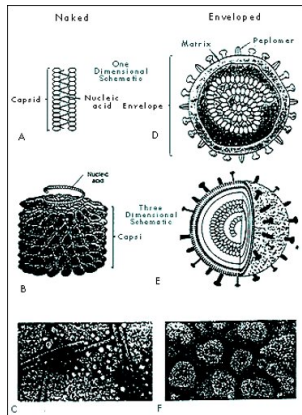 Naked
Enveloped
One
Dimensional
Schematic
Capsid
Nucleic
acid
A
Matrix
Peplomer
Envelope
D
Nucleic
acid
Three
Dimensional
Schematic
Capsi
B
E
C
F